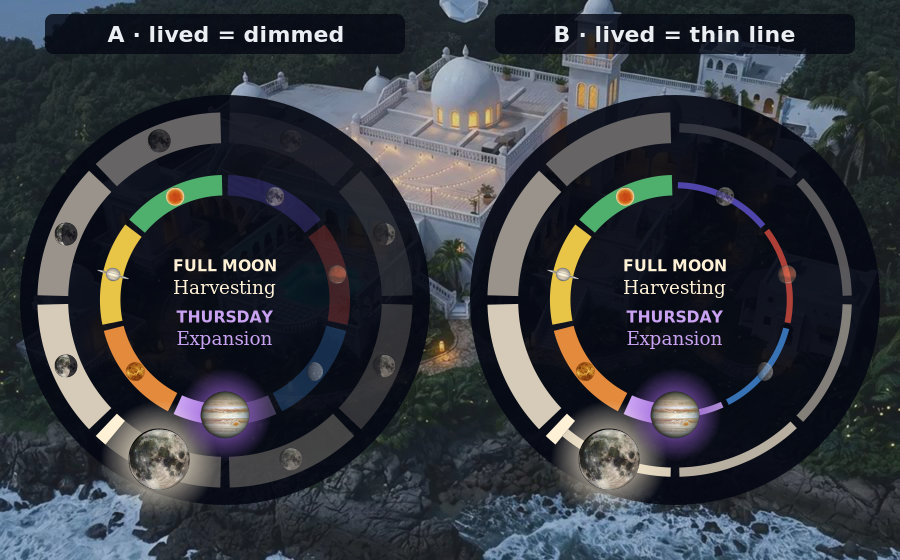 A · lived = dimmed
B · lived = thin line
FULL MOON
Harvesting
THURSDAY
Expansion
FULL MOON
Harvesting
THURSDAY
Expansion